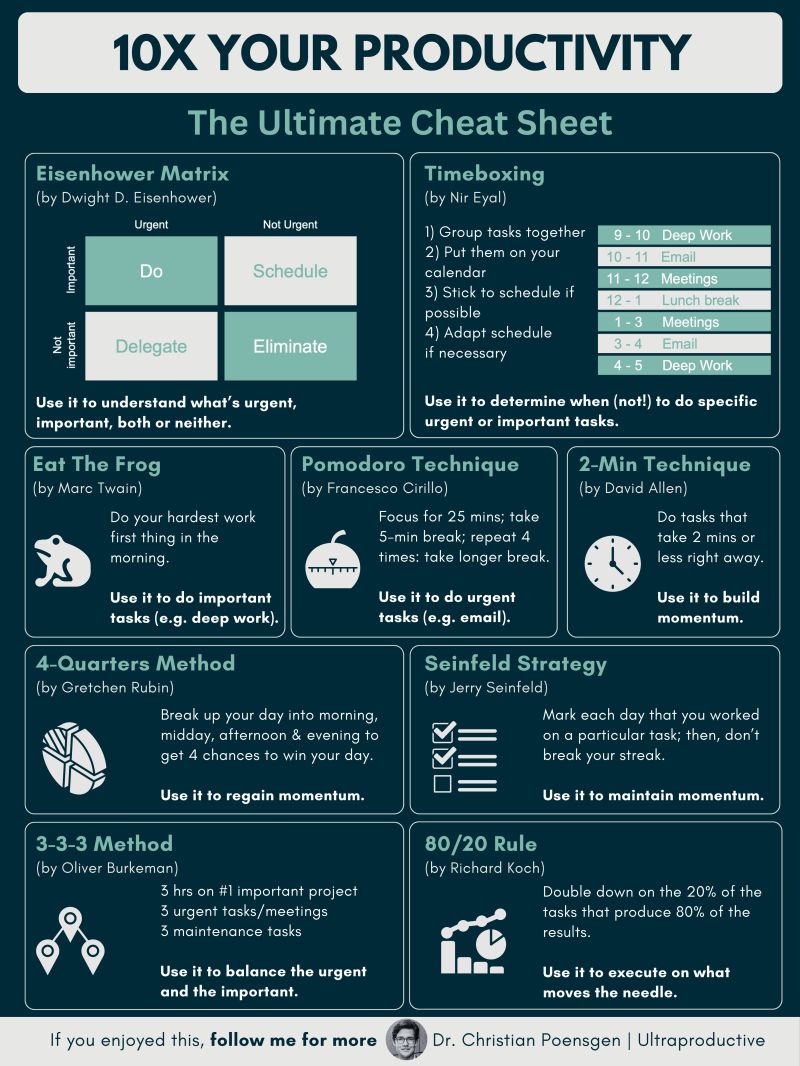 10X YOUR PRODUCTIVITY
The Ultimate Cheat Sheet
Eisenhower Matrix
(by Dwight D. Eisenhower)
Urgent
Not Urgent
Important
Do
Schedule
Not
important
Delegate
Eliminate
Use it to understand what's urgent,
important, both or neither.
Timeboxing
(by Nir Eyal)
1) Group tasks together
2) Put them on your
calendar
3) Stick to schedule if
possible
4) Adapt schedule
if necessary
9 - 10 Deep Work
10 - 11 Email
11 - 12 Meetings
12 - 1 Lunch break
1 - 3 Meetings
3 - 4 Email
4 - 5 Deep Work
Use it to determine when (not!) to do specific
urgent or important tasks.
Eat The Frog
(by Marc Twain)
Do your hardest work
first thing in the
morning.
Use it to do important
tasks (e.g. deep work).
Pomodoro Technique
(by Francesco Cirillo)
Focus for 25 mins; take
5-min break; repeat 4
times: take longer break.
Use it to do urgent
tasks (e.g. email).
2-Min Technique
(by David Allen)
Do tasks that
take 2 mins or
less right away.
Use it to build
momentum.
4-Quarters Method
(by Gretchen Rubin)
Break up your day into morning,
midday, afternoon & evening to
get 4 chances to win your day.
Use it to regain momentum.
Seinfeld Strategy
(by Jerry Seinfeld)
Mark each day that you worked
on a particular task; then, don't
break your streak.
Use it to maintain momentum.
3-3-3 Method
(by Oliver Burkeman)
3 hrs on #1 important project
3 urgent tasks/meetings
3 maintenance tasks
Use it to balance the urgent
and the important.
80/20 Rule
(by Richard Koch)
Double down on the 20% of the
tasks that produce 80% of the
results.
Use it to execute on what
moves the needle.
If you enjoyed this, follow me for more Dr. Christian Poensgen | Ultraproductive